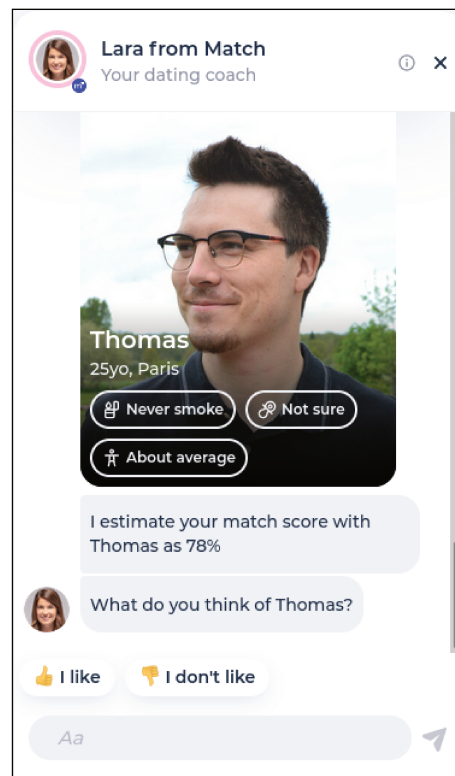 Lara from Match
Your dating coach
Thomas
25yo, Paris
Never smoke
Not sure
About average
I estimate your match score with
Thomas as 78%
What do you think of Thomas?
👍 I like
👎 I don't like
Aa